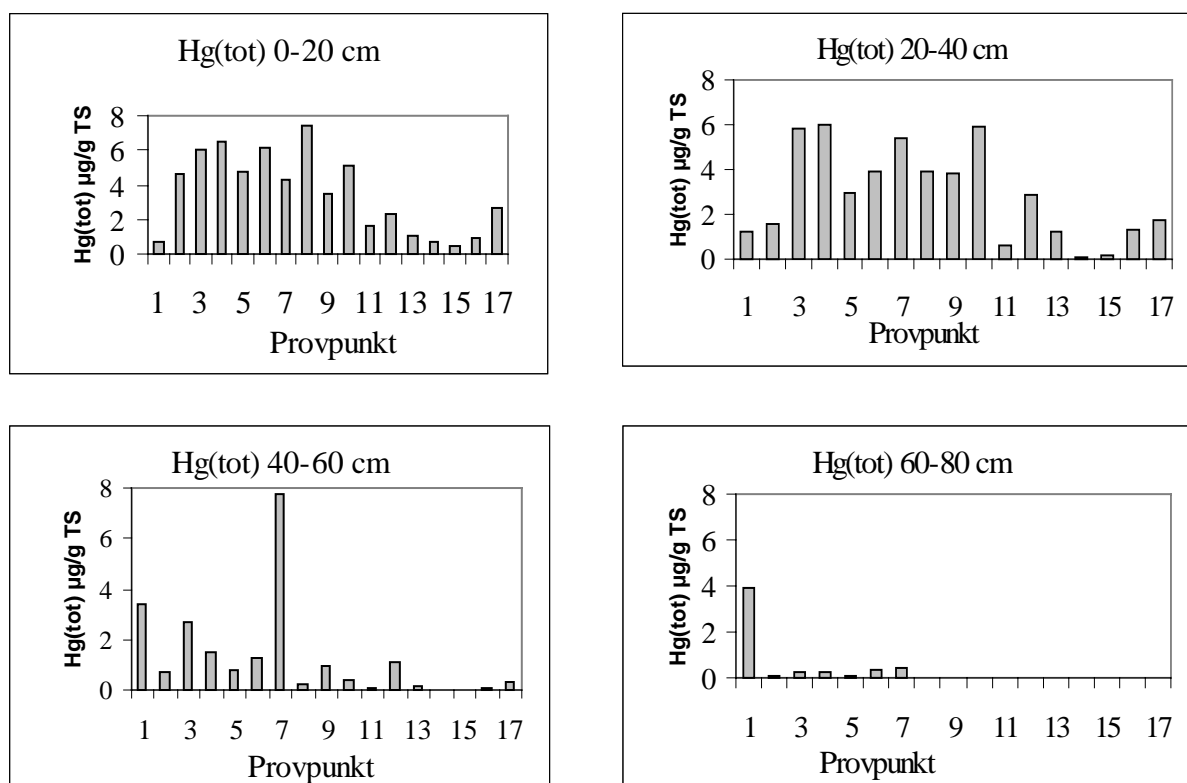 Hg(tot) 0-20 cm
Hg(tot) µg/g TS
8
6
4
2
0
1 3 5 7 9 11 13 15 17
Provpunkt
Hg(tot) 20-40 cm
Hg(tot) µg/g TS
8
6
4
2
0
1 3 5 7 9 11 13 15 17
Provpunkt
Hg(tot) 40-60 cm
Hg(tot) µg/g TS
8
6
4
2
0
1 3 5 7 9 11 13 15 17
Provpunkt
Hg(tot) 60-80 cm
Hg(tot) µg/g TS
8
6
4
2
0
1 3 5 7 9 11 13 15 17
Provpunkt